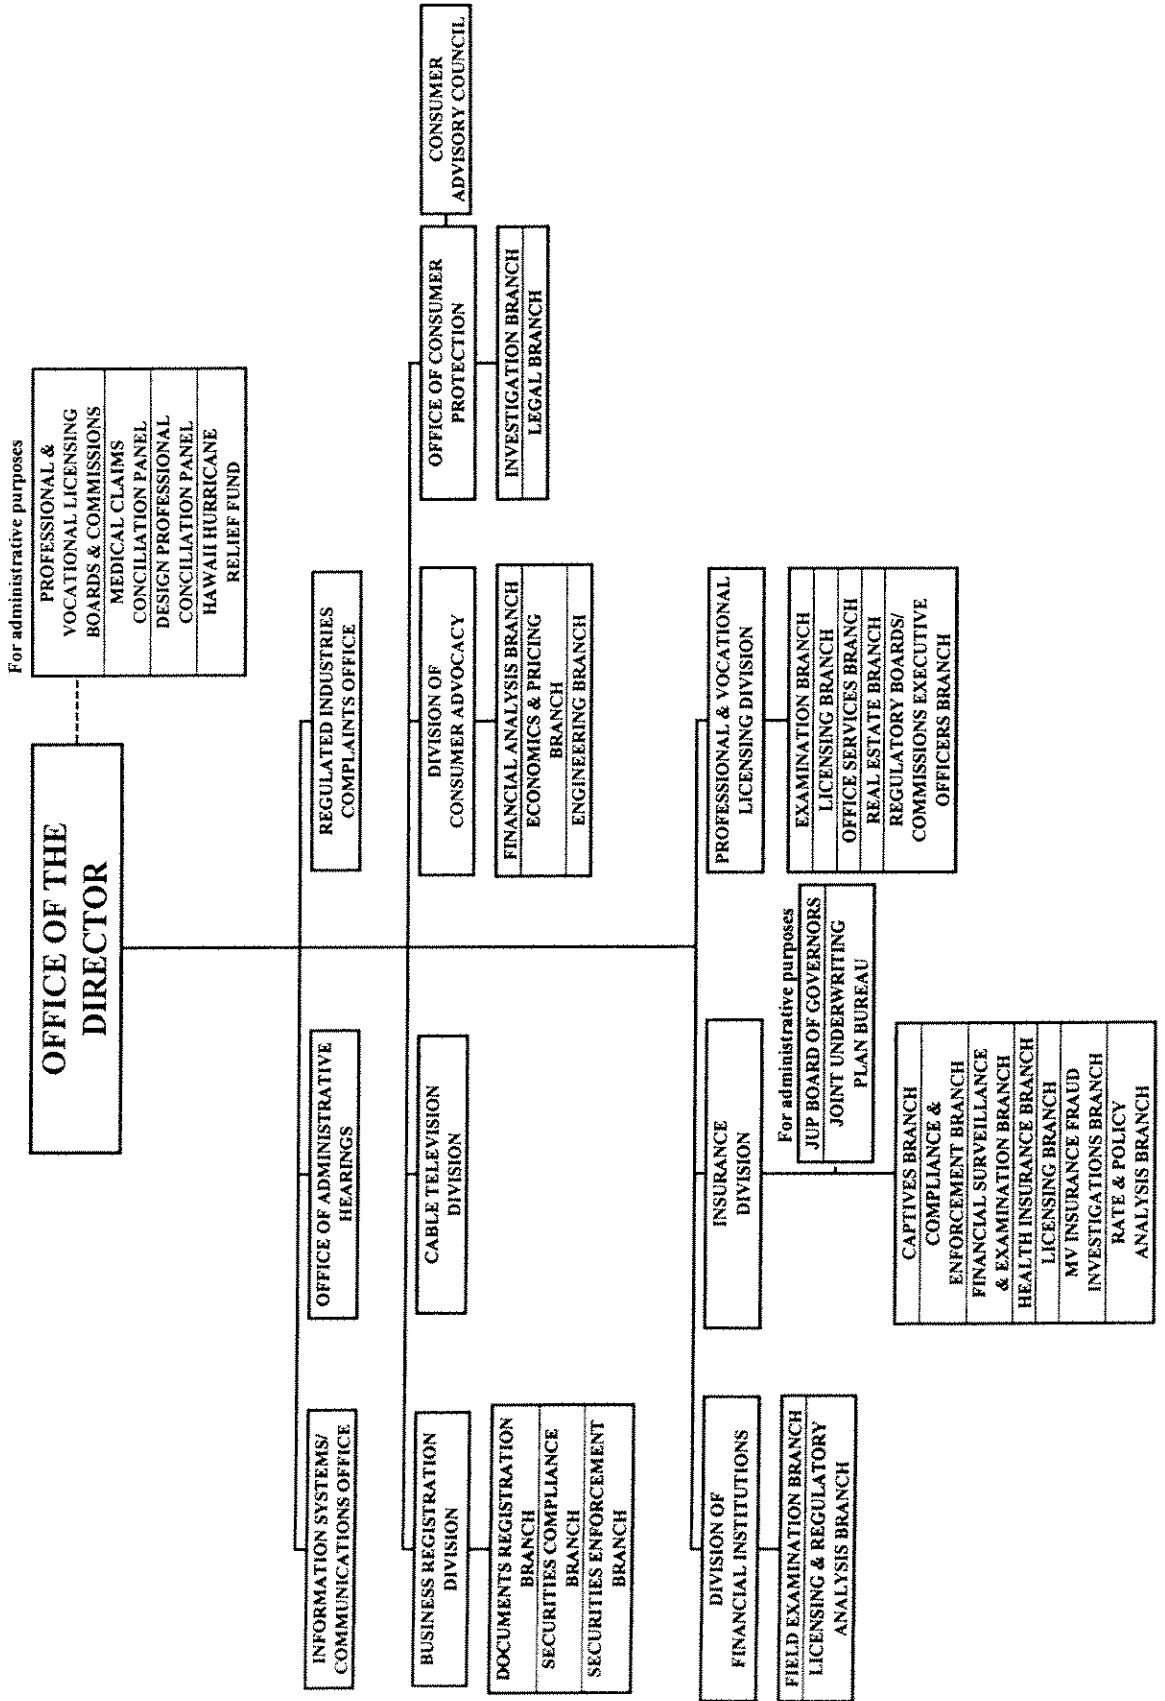 OFFICE OF THE
DIRECTOR
For administrative purposes
PROFESSIONAL &
VOCATIONAL LICENSING
BOARDS & COMMISSIONS
MEDICAL CLAIMS
CONCILIATION PANEL
DESIGN PROFESSIONAL
CONCILIATION PANEL
HAWAII HURRICANE
RELIEF FUND
INFORMATION SYSTEMS/
COMMUNICATIONS OFFICE
OFFICE OF ADMINISTRATIVE
HEARINGS
REGULATED INDUSTRIES
COMPLAINTS OFFICE
BUSINESS REGISTRATION
DIVISION
DOCUMENTS REGISTRATION
BRANCH
SECURITIES COMPLIANCE
BRANCH
SECURITIES ENFORCEMENT
BRANCH
CABLE TELEVISION
DIVISION
DIVISION OF
CONSUMER ADVOCACY
FINANCIAL ANALYSIS BRANCH
ECONOMICS & PRICING
BRANCH
ENGINEERING BRANCH
OFFICE OF CONSUMER
PROTECTION
INVESTIGATION BRANCH
LEGAL BRANCH
CONSUMER
ADVISORY COUNCIL
DIVISION OF
FINANCIAL INSTITUTIONS
FIELD EXAMINATION BRANCH
LICENSING & REGULATORY
ANALYSIS BRANCH
INSURANCE
DIVISION
For administrative purposes
JUP BOARD OF GOVERNORS
JOINT UNDERWRITING
PLAN BUREAU
CAPTIVES BRANCH
COMPLIANCE &
ENFORCEMENT BRANCH
FINANCIAL SURVEILLANCE
& EXAMINATION BRANCH
HEALTH INSURANCE BRANCH
LICENSING BRANCH
MV INSURANCE FRAUD
INVESTIGATIONS BRANCH
RATE & POLICY
ANALYSIS BRANCH
PROFESSIONAL & VOCATIONAL
LICENSING DIVISION
EXAMINATION BRANCH
LICENSING BRANCH
OFFICE SERVICES BRANCH
REAL ESTATE BRANCH
REGULATORY BOARDS/
COMMISSIONS EXECUTIVE
OFFICERS BRANCH